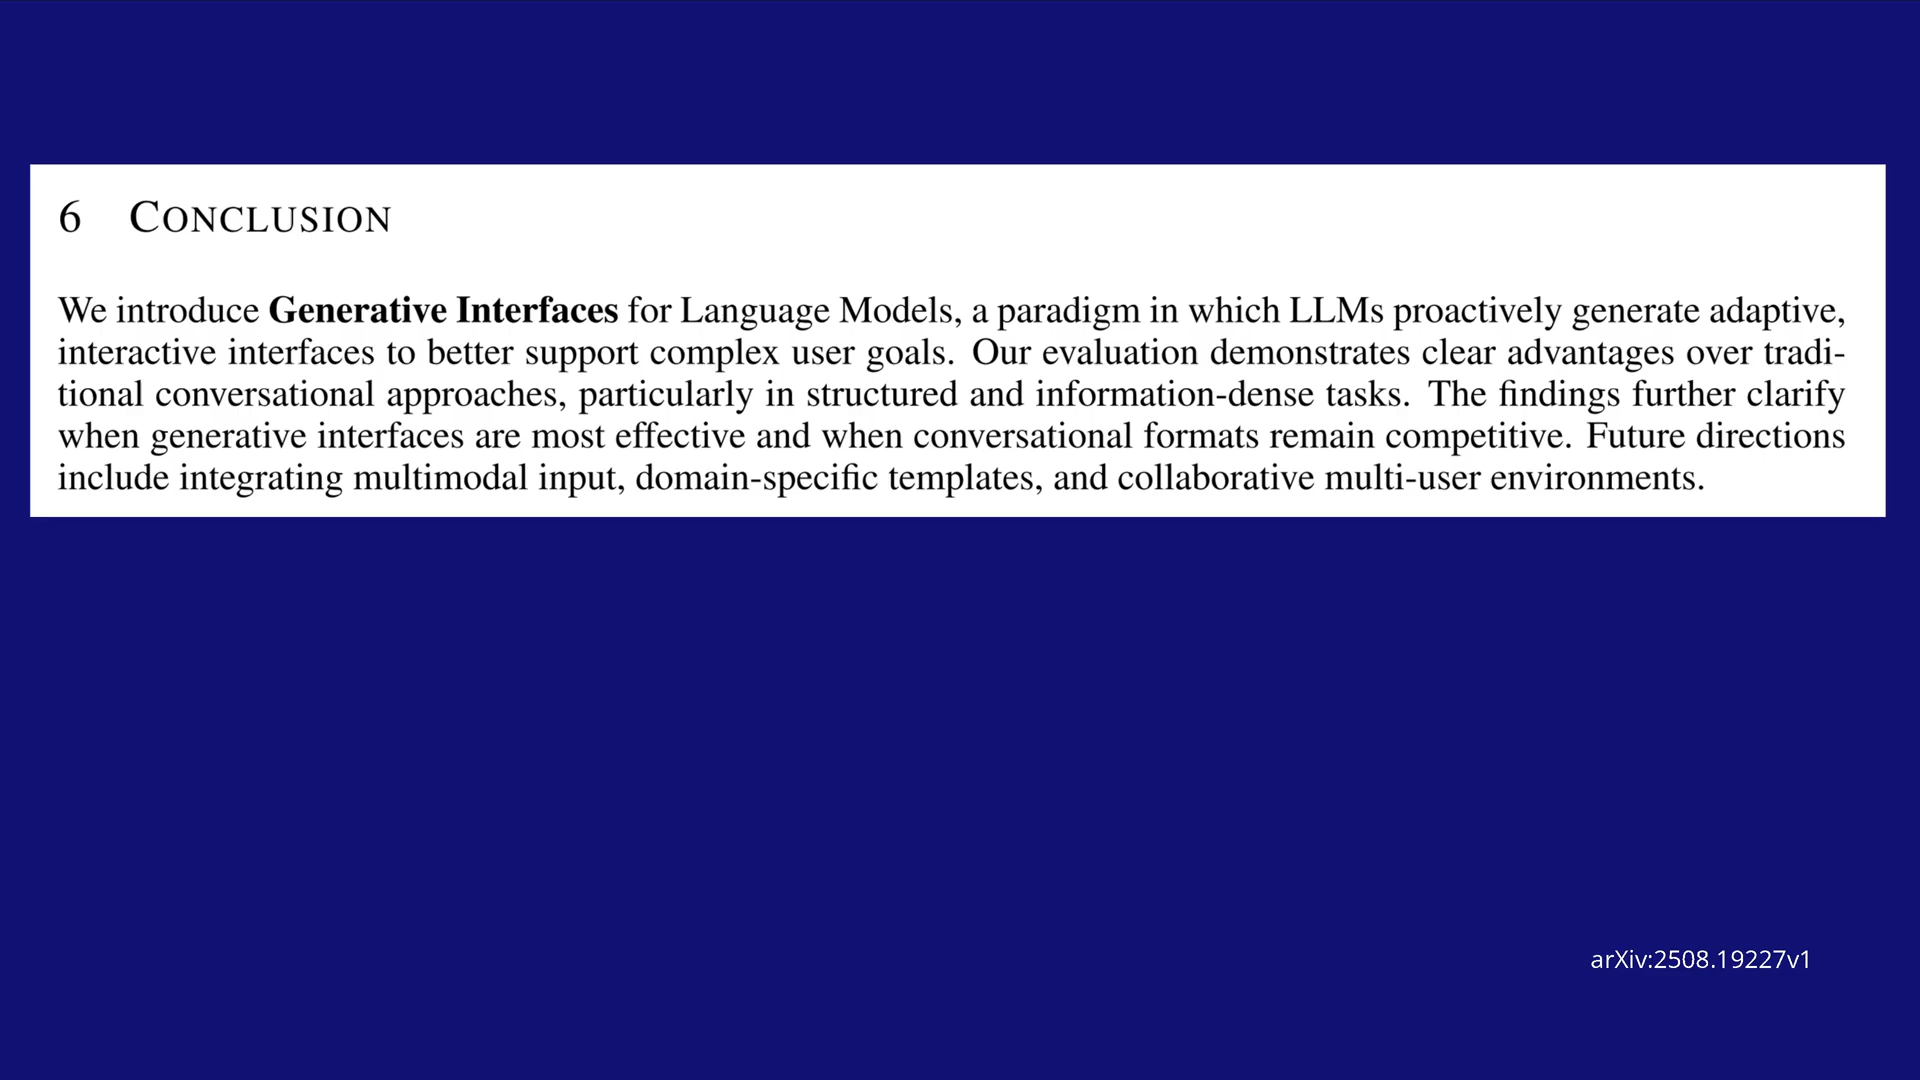 6 CONCLUSION
We introduce Generative Interfaces for Language Models, a paradigm in which LLMs proactively generate adaptive,
interactive interfaces to better support complex user goals. Our evaluation demonstrates clear advantages over tradi-
tional conversational approaches, particularly in structured and information-dense tasks. The findings further clarify
when generative interfaces are most effective and when conversational formats remain competitive. Future directions
include integrating multimodal input, domain-specific templates, and collaborative multi-user environments.
arXiv:2508.19227v1